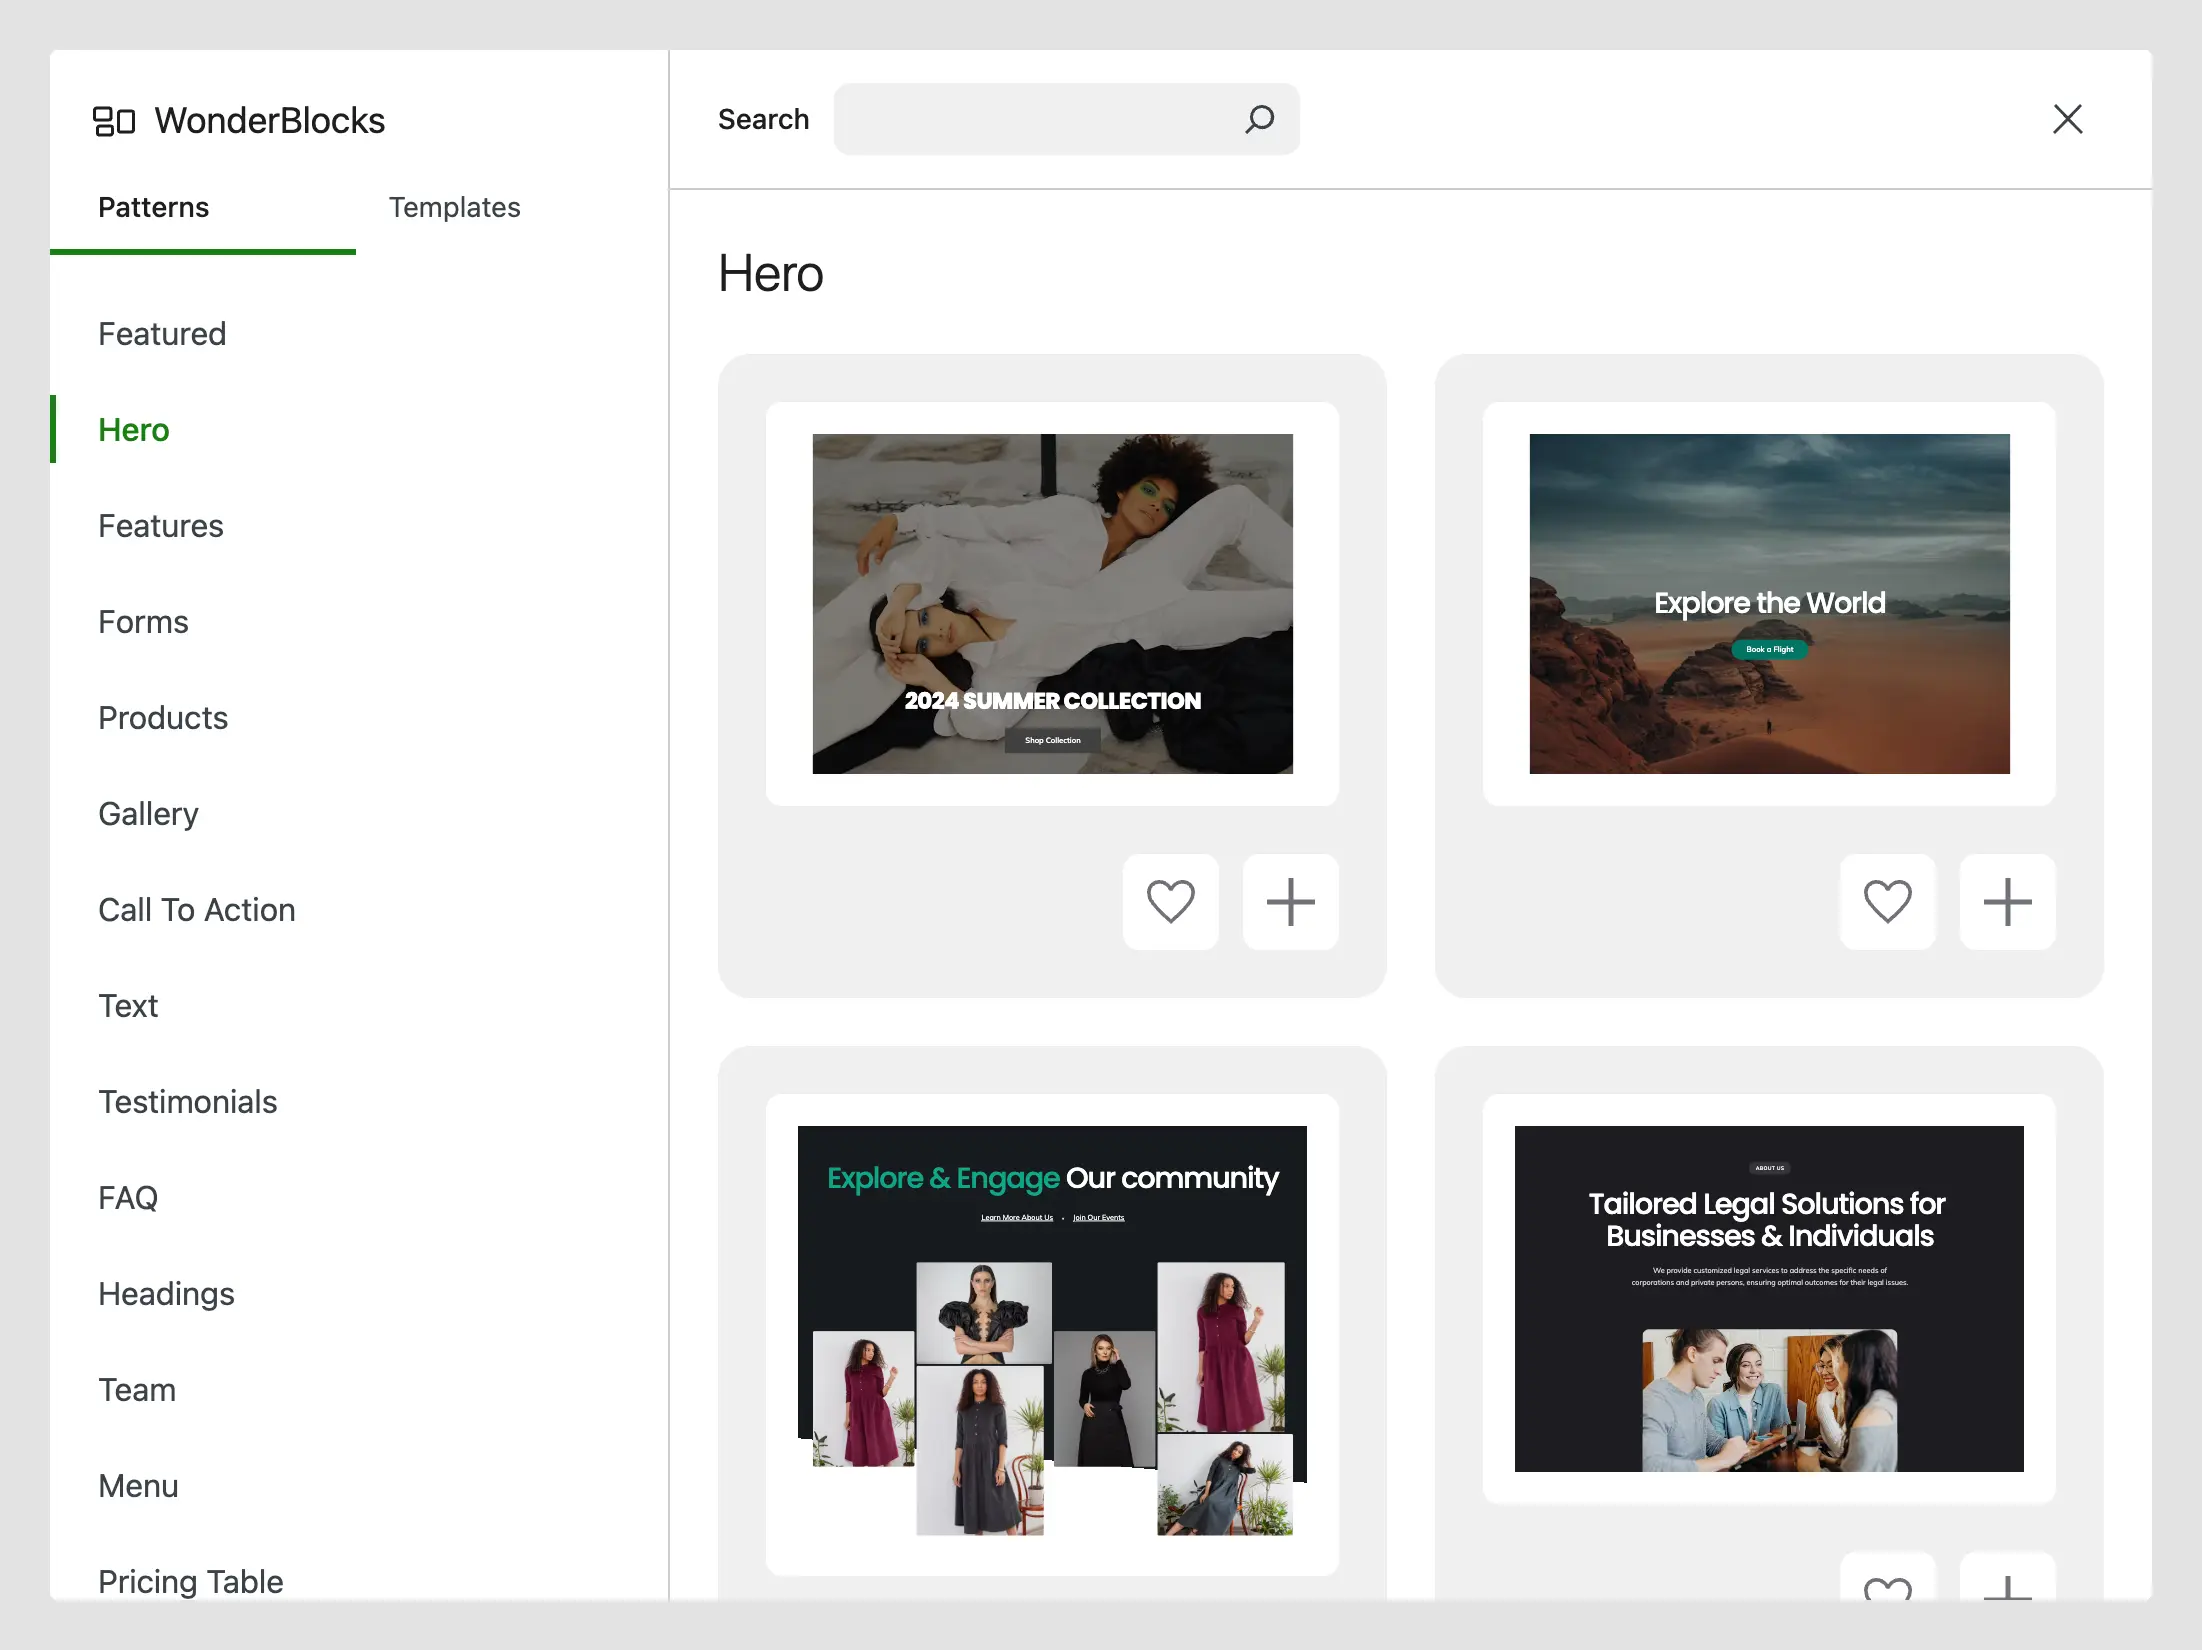 WonderBlocks
Patterns
Templates
Featured
Hero
Features
Forms
Products
Gallery
Call To Action
Text
Testimonials
FAQ
Headings
Team
Menu
Pricing Table
Search
Hero
2024 SUMMER COLLECTION
Shop Collection
Explore the World
Book a Flight
Explore & Engage Our community
Learn More About Us • Join Our Events
ABOUT US
Tailored Legal Solutions for
Businesses & Individuals
We provide customized legal services to address the specific needs of
corporations and private persons, ensuring optimal outcomes for their legal issues.